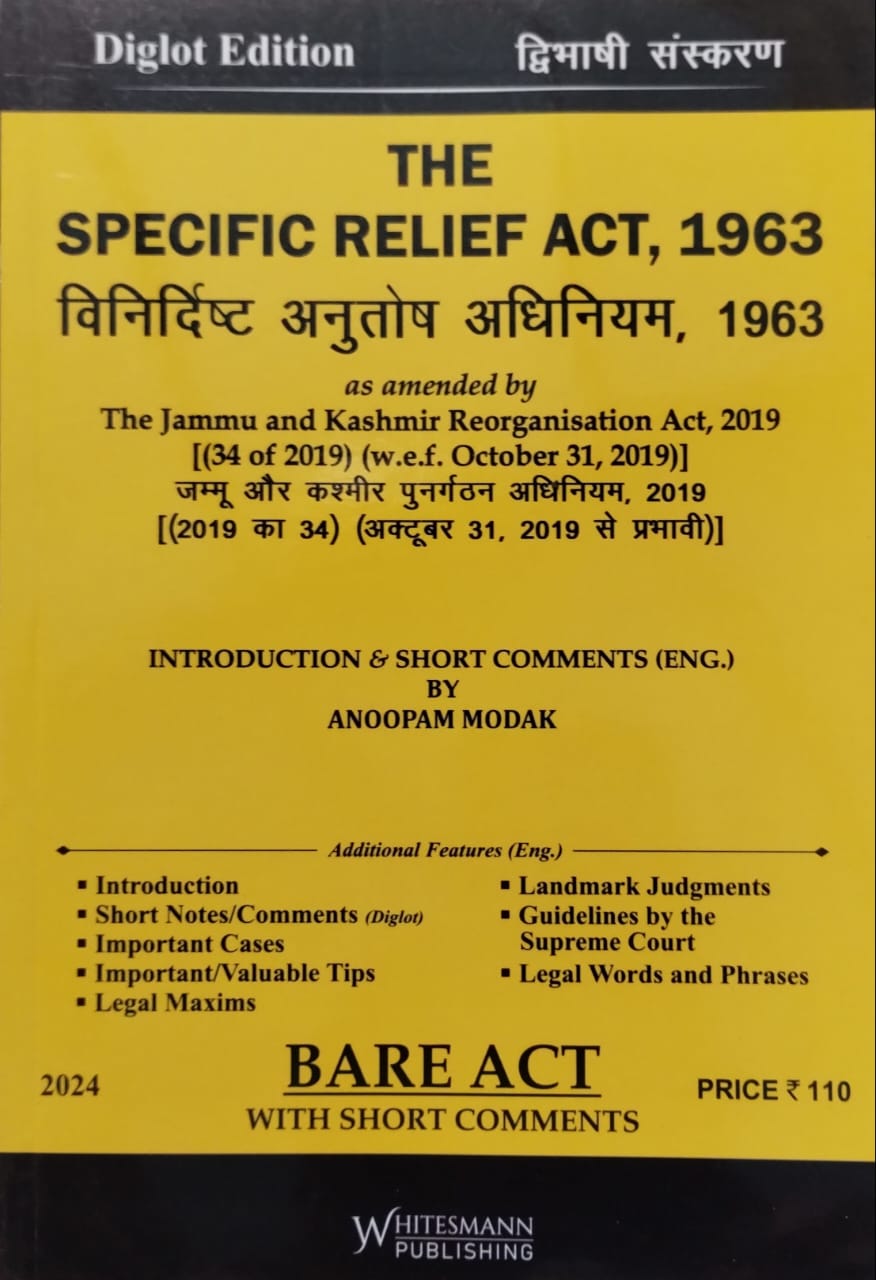 Diglot Edition द्विभाषी संस्करण
THE
SPECIFIC RELIEF ACT, 1963
विनिर्दिष्ट अनुतोष अधिनियम, 1963
as amended by
The Jammu and Kashmir Reorganisation Act, 2019
[(34 of 2019) (w.e.f. October 31, 2019)]
जम्मू और कश्मीर पुनर्गठन अधिनियम, 2019
[(2019 का 34) (अक्टूबर 31, 2019 से प्रभावी)]
INTRODUCTION & SHORT COMMENTS (ENG.)
BY
ANOOPAM MODAK
Additional Features (Eng.)
▪ Introduction
▪ Short Notes/Comments (Diglot)
▪ Important Cases
▪ Important/Valuable Tips
▪ Legal Maxims
▪ Landmark Judgments
▪ Guidelines by the
Supreme Court
▪ Legal Words and Phrases
2024 BARE ACT PRICE ₹ 110
WITH SHORT COMMENTS
WHITESMANN
PUBLISHING